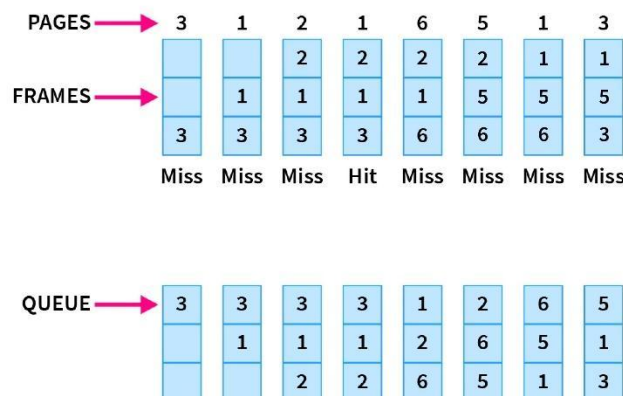 PAGES 3 1 2 1 6 5 1 3
2 2 2 2 1 1
FRAMES 1 1 1 1 5 5 5
3 3 3 3 6 6 6 3
Miss Miss Miss Hit Miss Miss Miss Miss
QUEUE 3 3 3 3 1 2 6 5
1 1 1 2 6 5 1
2 2 6 5 1 3